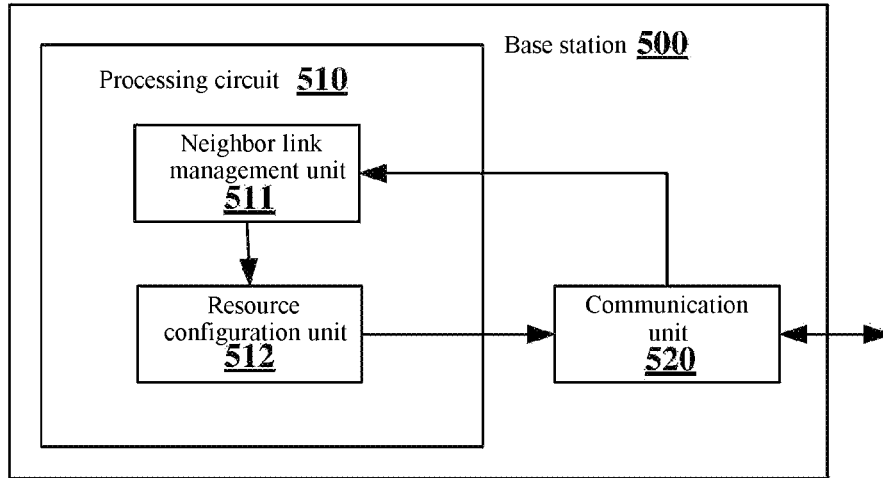 Base station 500
Processing circuit 510
Neighbor link
management unit
511
Resource
configuration unit
512
Communication
unit
520